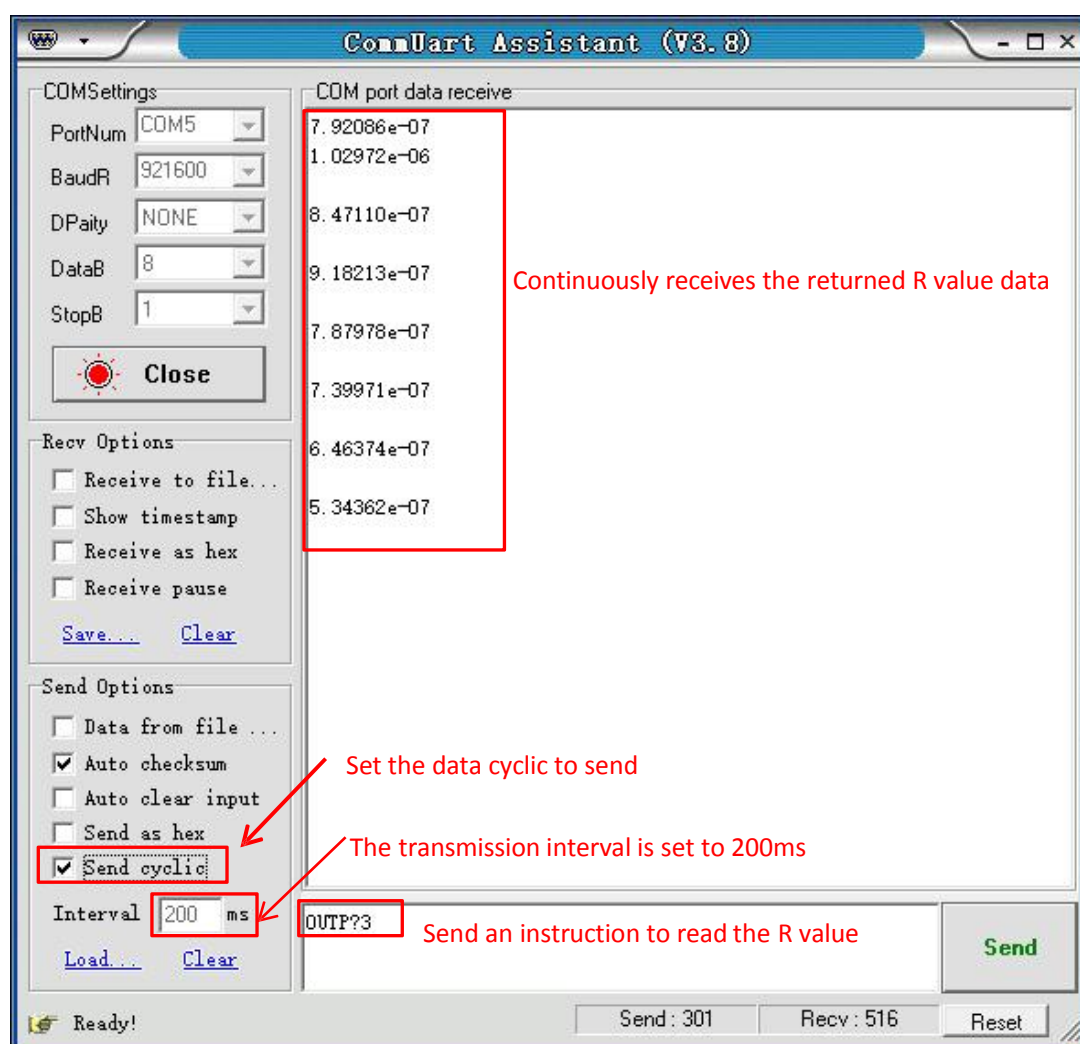 CommUart Assistant (V3.8)
COMSettings
PortNum COM5
BaudR 921600
DPaity NONE
DataB 8
StopB 1
Close
Recv Options
Receive to file...
Show timestamp
Receive as hex
Receive pause
Save... Clear
Send Options
Data from file ...
Auto checksum
Auto clear input
Send as hex
Send cyclic
Interval 200 ms
Load... Clear
COM port data receive
7.92086e-07
1.02972e-06
8.47110e-07
9.18213e-07
7.87978e-07
7.39971e-07
6.46374e-07
5.34362e-07
Continuously receives the returned R value data
Set the data cyclic to send
The transmission interval is set to 200ms
OUTP?3
Send an instruction to read the R value
Send
Ready!
Send : 301
Recv : 516
Reset